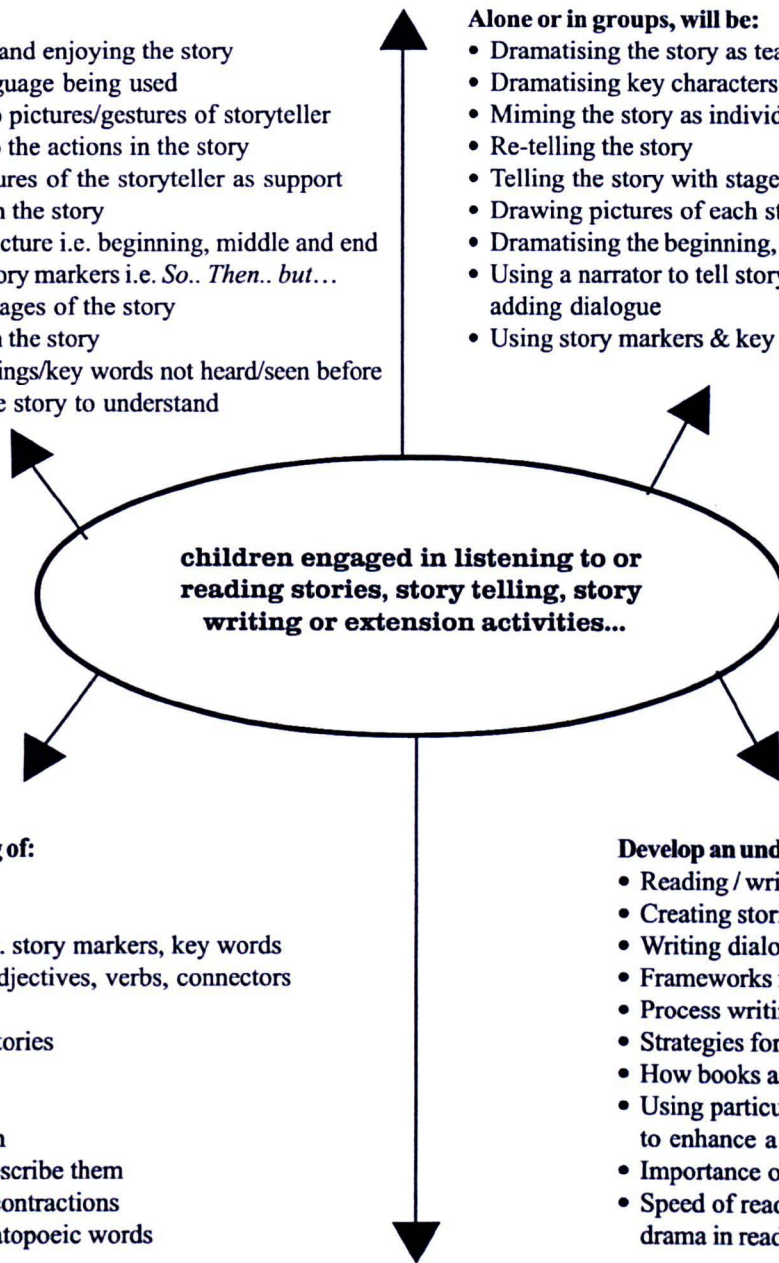 and enjoying the story
guage being used
pictures/gestures of storyteller
the actions in the story
ures of the storyteller as support
the story
cture i.e. beginning, middle and end
ory markers i.e. So.. Then.. but…
ages of the story
the story
ings/key words not heard/seen before
e story to understand
Alone or in groups, will be:
• Dramatising the story as tea
• Dramatising key characters
• Miming the story as individ
• Re-telling the story
• Telling the story with stage
• Drawing pictures of each st
• Dramatising the beginning,
• Using a narrator to tell story
adding dialogue
• Using story markers & key
children engaged in listening to or
reading stories, story telling, story
writing or extension activities...
g of:
. story markers, key words
djectives, verbs, connectors
tories
n
scribe them
contractions
atopoeic words
Develop an und
• Reading / wri
• Creating stori
• Writing dialo
• Frameworks
• Process writi
• Strategies for
• How books a
• Using particu
to enhance a
• Importance o
• Speed of reac
drama in read